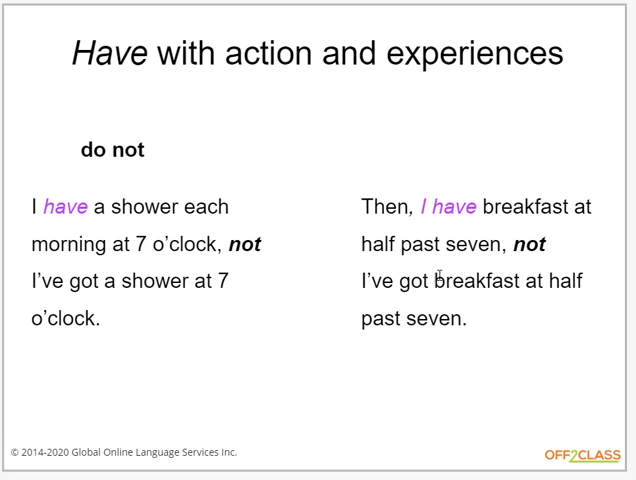 Have with action and experiences
do not
I have a shower each
morning at 7 o’clock, not
I’ve got a shower at 7
o’clock.
Then, I have breakfast at
half past seven, not
I’ve got breakfast at half
past seven.
© 2014-2020 Global Online Language Services Inc.
OFF2CLASS